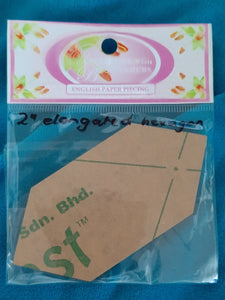 ENGLISH PAPER PIECING
2" elongated hexagon
Sdn. Bhd.
st™